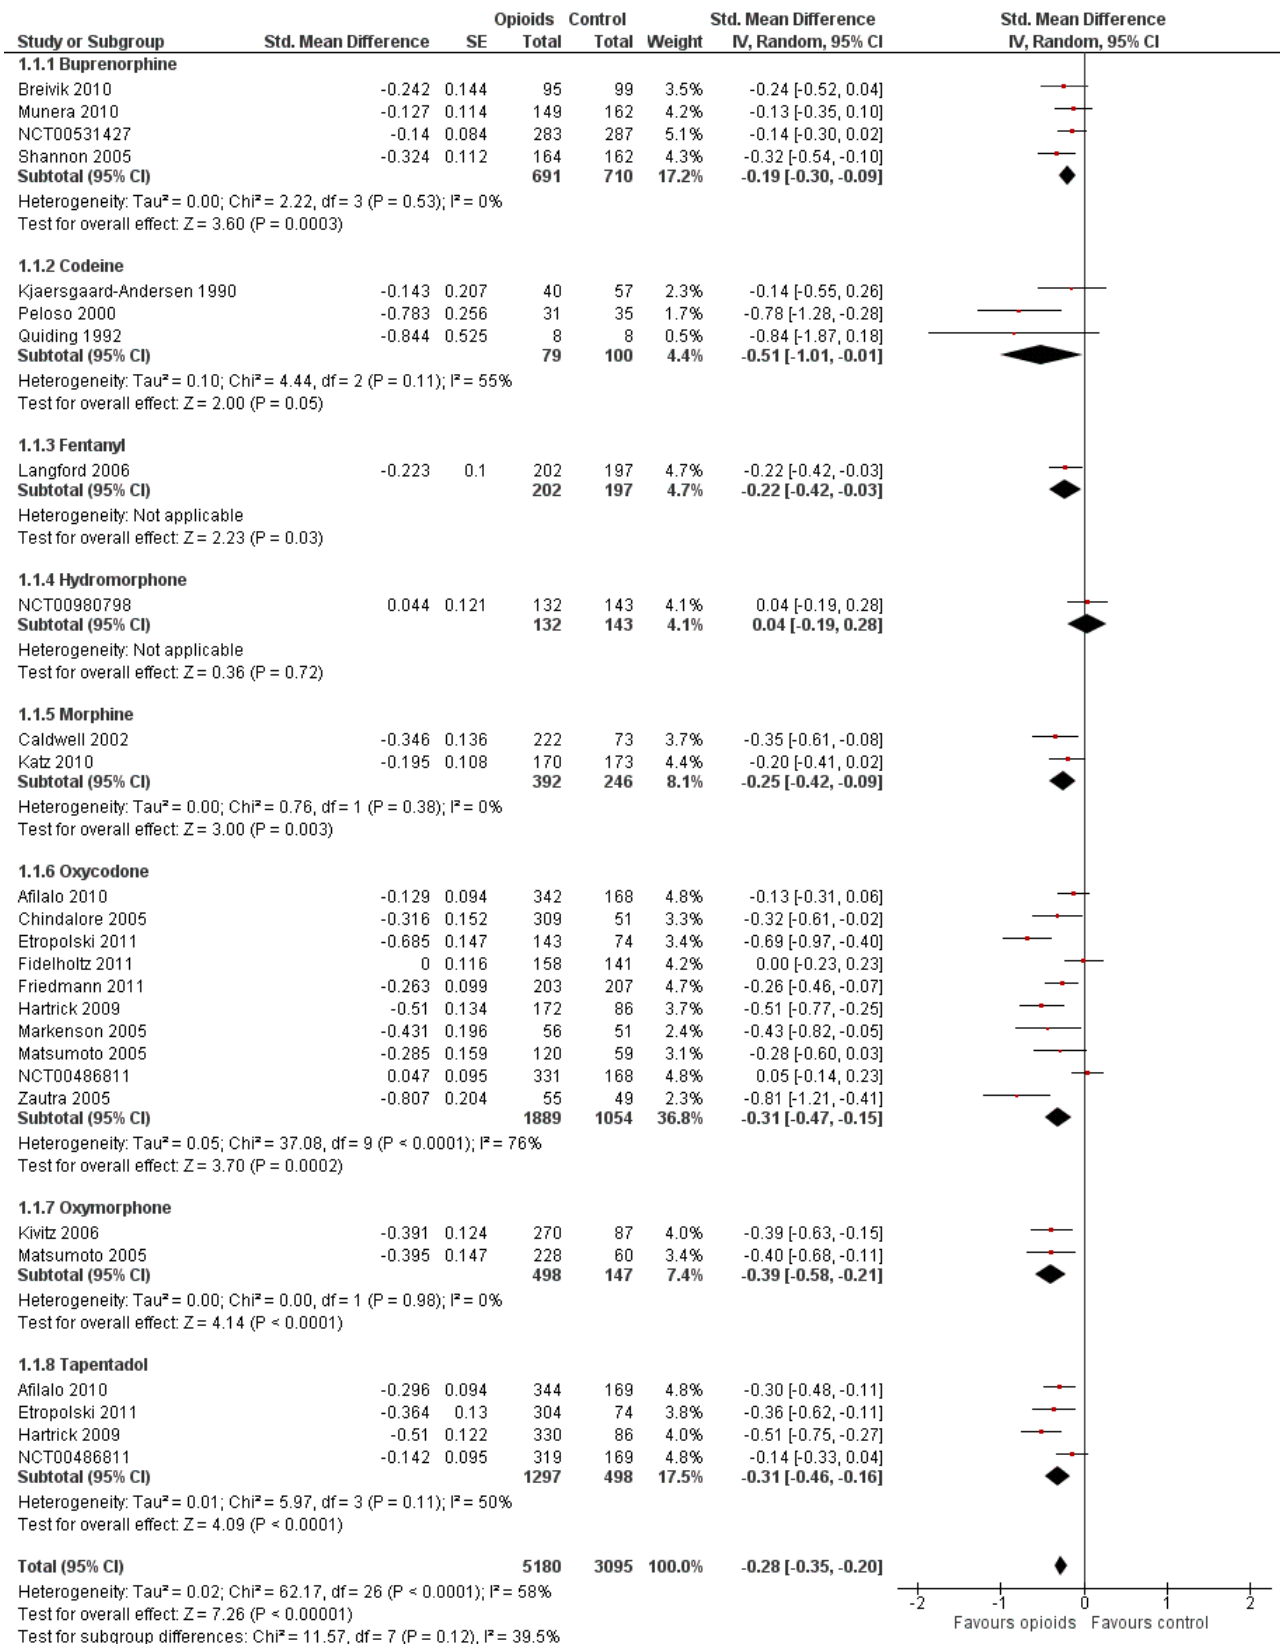 Opioids Control Std. Mean Difference Std. Mean Difference
Study or Subgroup Std. Mean Difference SE Total Total Weight IV, Random, 95% CI IV, Random, 95% CI
1.1.1 Buprenorphine
Breivik 2010 -0.242 0.144 95 99 3.5% -0.24 [-0.52, 0.04]
Munera 2010 -0.127 0.114 149 162 4.2% -0.13 [-0.35, 0.10]
NCT00531427 -0.14 0.084 283 287 5.1% -0.14 [-0.30, 0.02]
Shannon 2005 -0.324 0.112 164 162 4.3% -0.32 [-0.54, -0.10]
Subtotal (95% CI) 691 710 17.2% -0.19 [-0.30, -0.09]
Heterogeneity: Tau² = 0.00; Chi² = 2.22, df = 3 (P = 0.53); I² = 0%
Test for overall effect: Z = 3.60 (P = 0.0003)
1.1.2 Codeine
Kjaersgaard-Andersen 1990 -0.143 0.207 40 57 2.3% -0.14 [-0.55, 0.26]
Peloso 2000 -0.783 0.256 31 35 1.7% -0.78 [-1.28, -0.28]
Quiding 1992 -0.844 0.525 8 8 0.5% -0.84 [-1.87, 0.18]
Subtotal (95% CI) 79 100 4.4% -0.51 [-1.01, -0.01]
Heterogeneity: Tau² = 0.10; Chi² = 4.44, df = 2 (P = 0.11); I² = 55%
Test for overall effect: Z = 2.00 (P = 0.05)
1.1.3 Fentanyl
Langford 2006 -0.223 0.1 202 197 4.7% -0.22 [-0.42, -0.03]
Subtotal (95% CI) 202 197 4.7% -0.22 [-0.42, -0.03]
Heterogeneity: Not applicable
Test for overall effect: Z = 2.23 (P = 0.03)
1.1.4 Hydromorphone
NCT00980798 0.044 0.121 132 143 4.1% 0.04 [-0.19, 0.28]
Subtotal (95% CI) 132 143 4.1% 0.04 [-0.19, 0.28]
Heterogeneity: Not applicable
Test for overall effect: Z = 0.36 (P = 0.72)
1.1.5 Morphine
Caldwell 2002 -0.346 0.136 222 73 3.7% -0.35 [-0.61, -0.08]
Katz 2010 -0.195 0.108 170 173 4.4% -0.20 [-0.41, 0.02]
Subtotal (95% CI) 392 246 8.1% -0.25 [-0.42, -0.09]
Heterogeneity: Tau² = 0.00; Chi² = 0.76, df = 1 (P = 0.38); I² = 0%
Test for overall effect: Z = 3.00 (P = 0.003)
1.1.6 Oxycodone
Afilalo 2010 -0.129 0.094 342 168 4.8% -0.13 [-0.31, 0.06]
Chindalore 2005 -0.316 0.152 309 51 3.3% -0.32 [-0.61, -0.02]
Etropolski 2011 -0.685 0.147 143 74 3.4% -0.69 [-0.97, -0.40]
Fidelholtz 2011 0 0.116 158 141 4.2% 0.00 [-0.23, 0.23]
Friedmann 2011 -0.263 0.099 203 207 4.7% -0.26 [-0.46, -0.07]
Hartrick 2009 -0.51 0.134 172 86 3.7% -0.51 [-0.77, -0.25]
Markenson 2005 -0.431 0.196 56 51 2.4% -0.43 [-0.82, -0.05]
Matsumoto 2005 -0.285 0.159 120 59 3.1% -0.28 [-0.60, 0.03]
NCT00486811 0.047 0.095 331 168 4.8% 0.05 [-0.14, 0.23]
Zautra 2005 -0.807 0.204 55 49 2.3% -0.81 [-1.21, -0.41]
Subtotal (95% CI) 1889 1054 36.8% -0.31 [-0.47, -0.15]
Heterogeneity: Tau² = 0.05; Chi² = 37.08, df = 9 (P < 0.0001); I² = 76%
Test for overall effect: Z = 3.70 (P = 0.0002)
1.1.7 Oxymorphone
Kivitz 2006 -0.391 0.124 270 87 4.0% -0.39 [-0.63, -0.15]
Matsumoto 2005 -0.395 0.147 228 60 3.4% -0.40 [-0.68, -0.11]
Subtotal (95% CI) 498 147 7.4% -0.39 [-0.58, -0.21]
Heterogeneity: Tau² = 0.00; Chi² = 0.00, df = 1 (P = 0.98); I² = 0%
Test for overall effect: Z = 4.14 (P < 0.0001)
1.1.8 Tapentadol
Afilalo 2010 -0.296 0.094 344 169 4.8% -0.30 [-0.48, -0.11]
Etropolski 2011 -0.364 0.13 304 74 3.8% -0.36 [-0.62, -0.11]
Hartrick 2009 -0.51 0.122 330 86 4.0% -0.51 [-0.75, -0.27]
NCT00486811 -0.142 0.095 319 169 4.8% -0.14 [-0.33, 0.04]
Subtotal (95% CI) 1297 498 17.5% -0.31 [-0.46, -0.16]
Heterogeneity: Tau² = 0.01; Chi² = 5.97, df = 3 (P = 0.11); I² = 50%
Test for overall effect: Z = 4.09 (P < 0.0001)
Total (95% CI) 5180 3095 100.0% -0.28 [-0.35, -0.20]
Heterogeneity: Tau² = 0.02; Chi² = 62.17, df = 26 (P < 0.0001); I² = 58%
Test for overall effect: Z = 7.26 (P < 0.00001)
Test for subgroup differences: Chi² = 11.57, df = 7 (P = 0.12), I² = 39.5%
-2 -1 0 1 2
Favours opioids Favours control